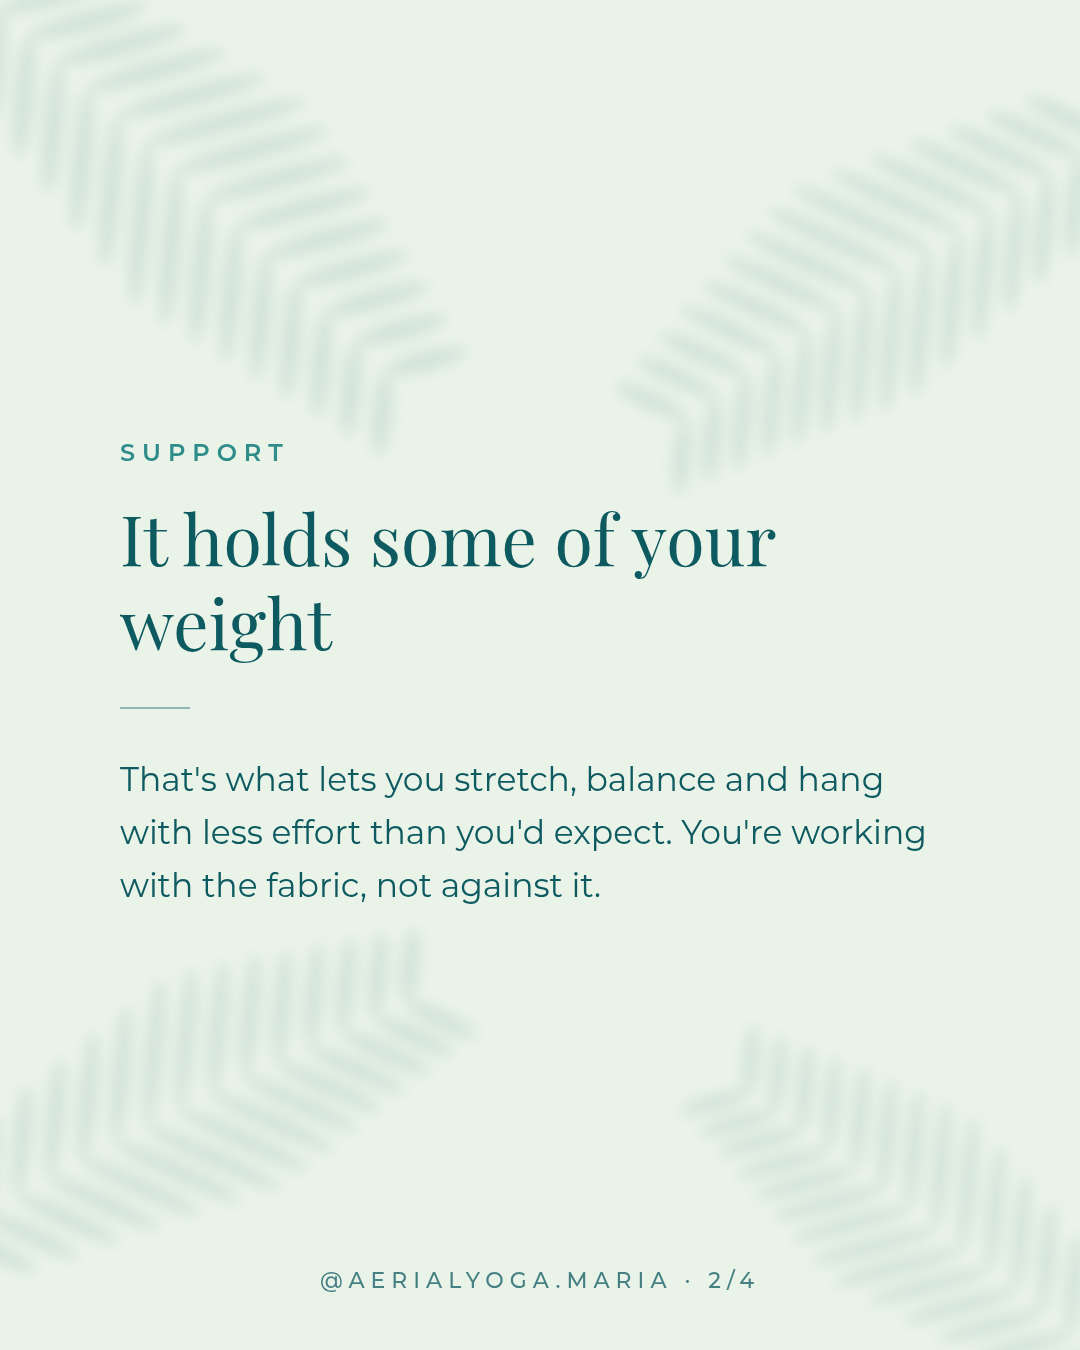 SUPPORT
It holds some of your
weight
That's what lets you stretch, balance and hang
with less effort than you'd expect. You're working
with the fabric, not against it.
@AERIALYOGA.MARIA · 2/4